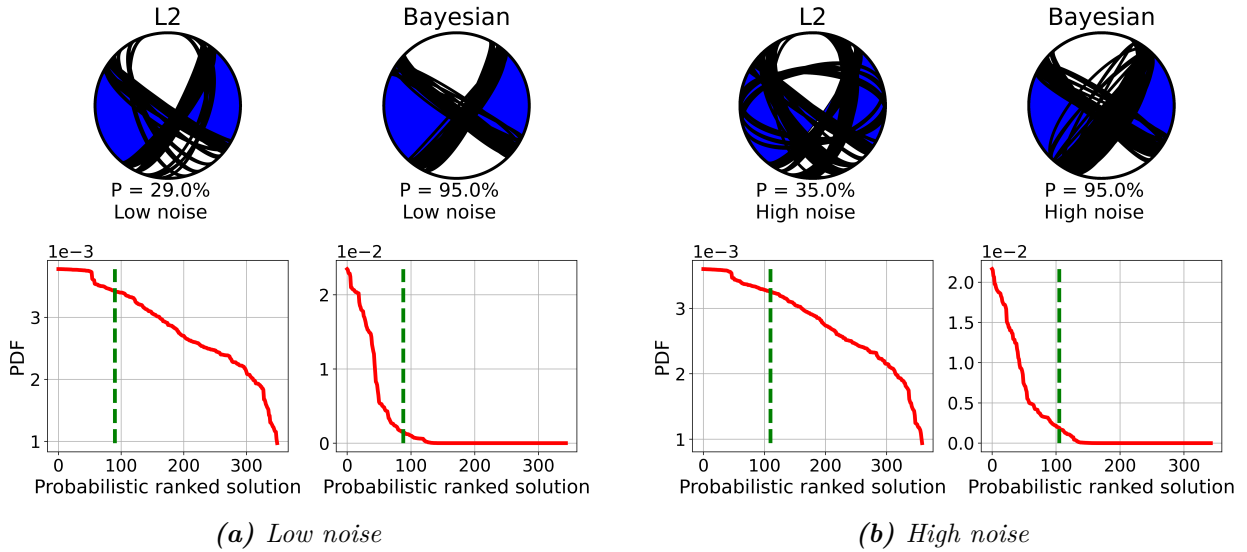 L2 Bayesian L2 Bayesian
P = 29.0% P = 95.0% P = 35.0% P = 95.0%
Low noise Low noise High noise High noise
1e−3 1e−2 1e−3
PDF 3 2 1
2 0
PDF 3 2 1
2.0 1.5 1.0 0.5 0.0
0 100 200 300 0 100 200 300 0 100 200 300 0 100 200 300
Probabilistic ranked solution Probabilistic ranked solution Probabilistic ranked solution Probabilistic ranked solution
(a) Low noise (b) High noise